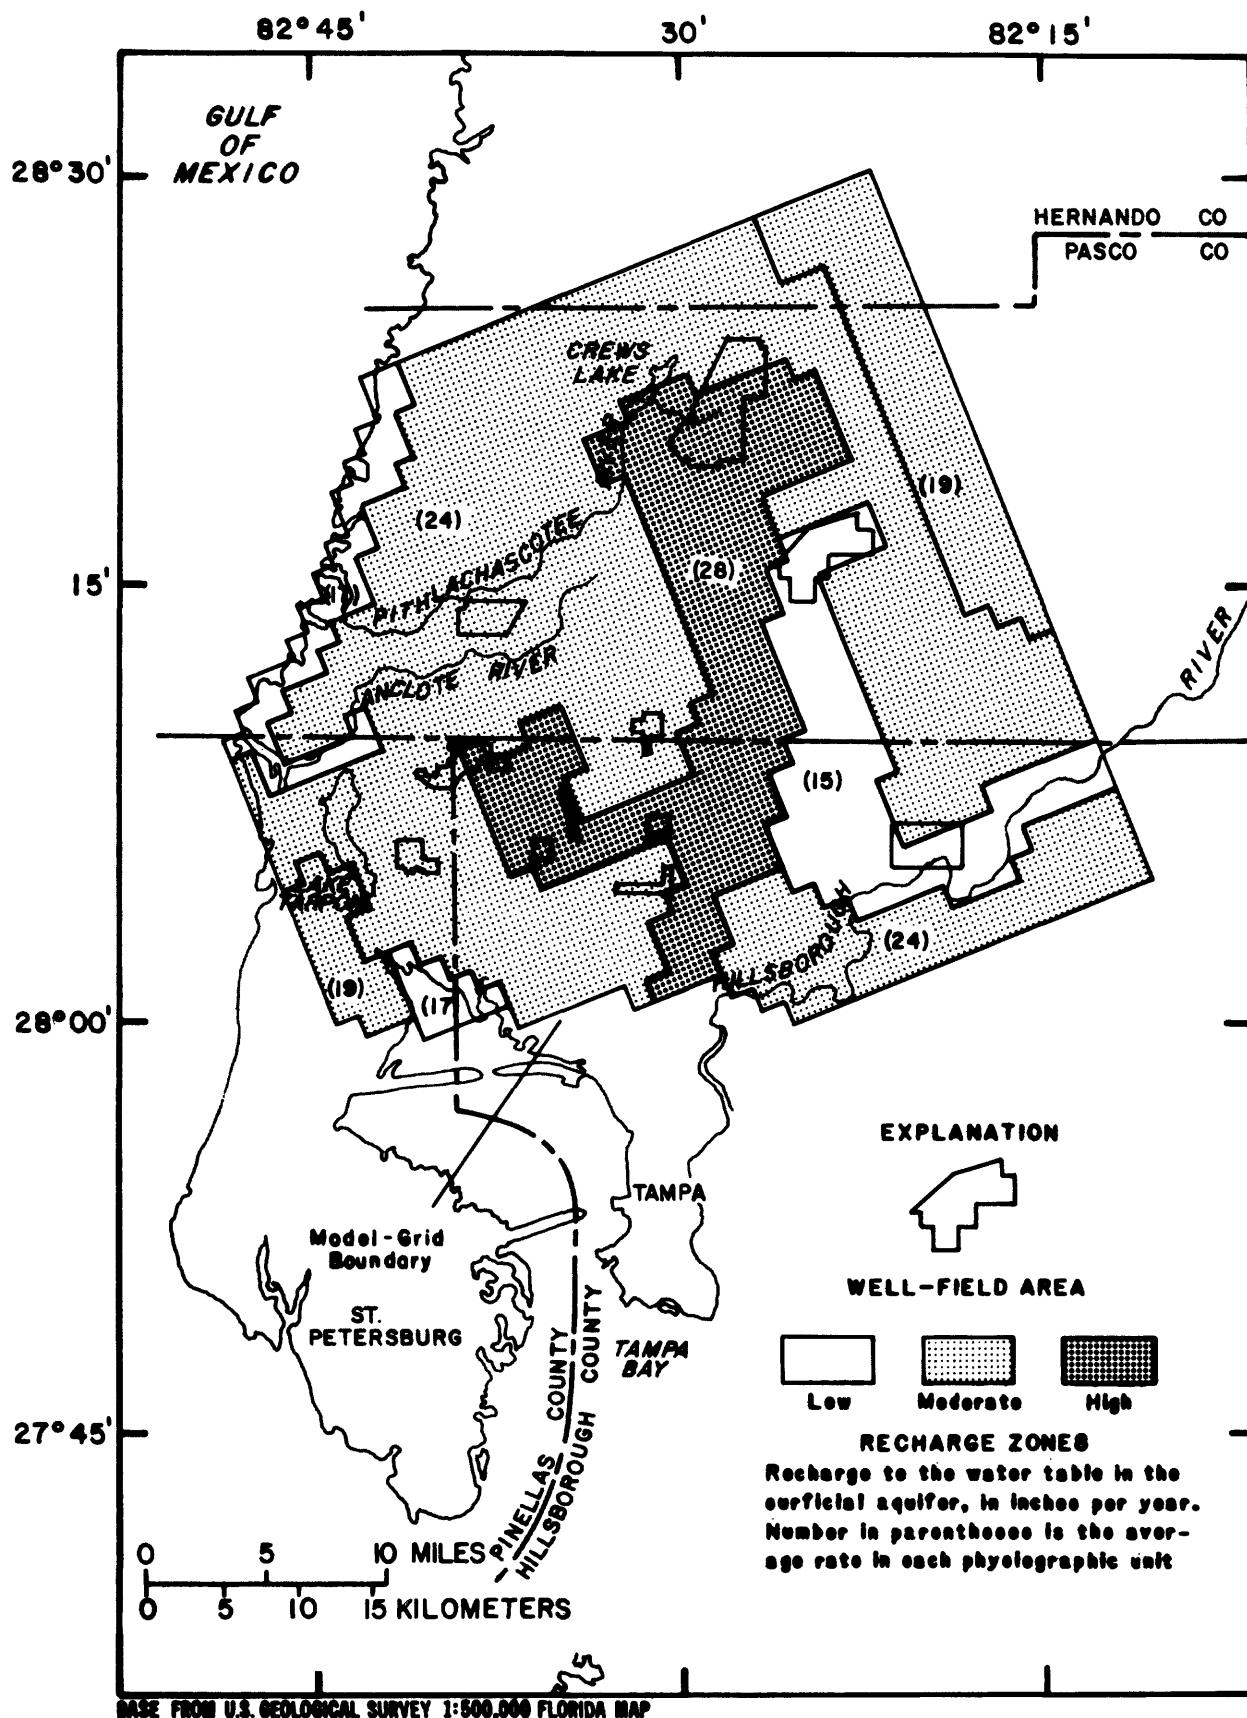 82°45'
30'
82°15'
GULF
OF
MEXICO
28°30'
HERNANDO CO
PASCO CO
CREWS
LAKE
(24)
(19)
PITHLACHASCOTEE
RIVER
(28)
15'
(17)
ANCLOTE RIVER
RIVER
(15)
LAKE
TARPON
HILLSBOROUGH
(24)
(19)
(17
28°00'
EXPLANATION
TAMPA
Model-Grid
Boundary
WELL-FIELD AREA
ST.
PETERSBURG
TAMPA
BAY
PINELLAS COUNTY
HILLSBOROUGH COUNTY
Low
Moderate
High
27°45'
RECHARGE ZONES
Recharge to the water table in the
surficial aquifer, in inches per year.
Number in parentheses is the aver-
age rate in each physiographic unit
0 5 10 MILES
0 5 10 15 KILOMETERS
BASE FROM U.S. GEOLOGICAL SURVEY 1:500,000 FLORIDA MAP